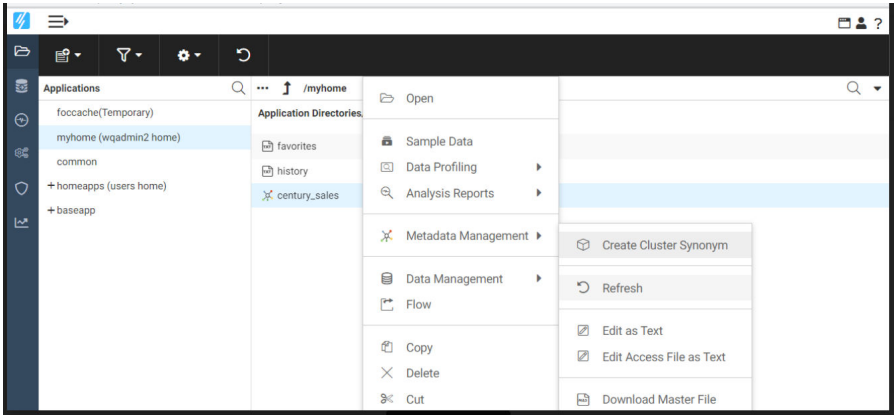 ?
Applications
/myhome
foccache(Temporary)
Application Directories
myhome (wqadmin2 home)
common
+ homeapps (users home)
+ baseapp
favorites
history
century_sales
Open
Sample Data
Data Profiling
Analysis Reports
Metadata Management
Data Management
Flow
Copy
Delete
Cut
Create Cluster Synonym
Refresh
Edit as Text
Edit Access File as Text
Download Master File